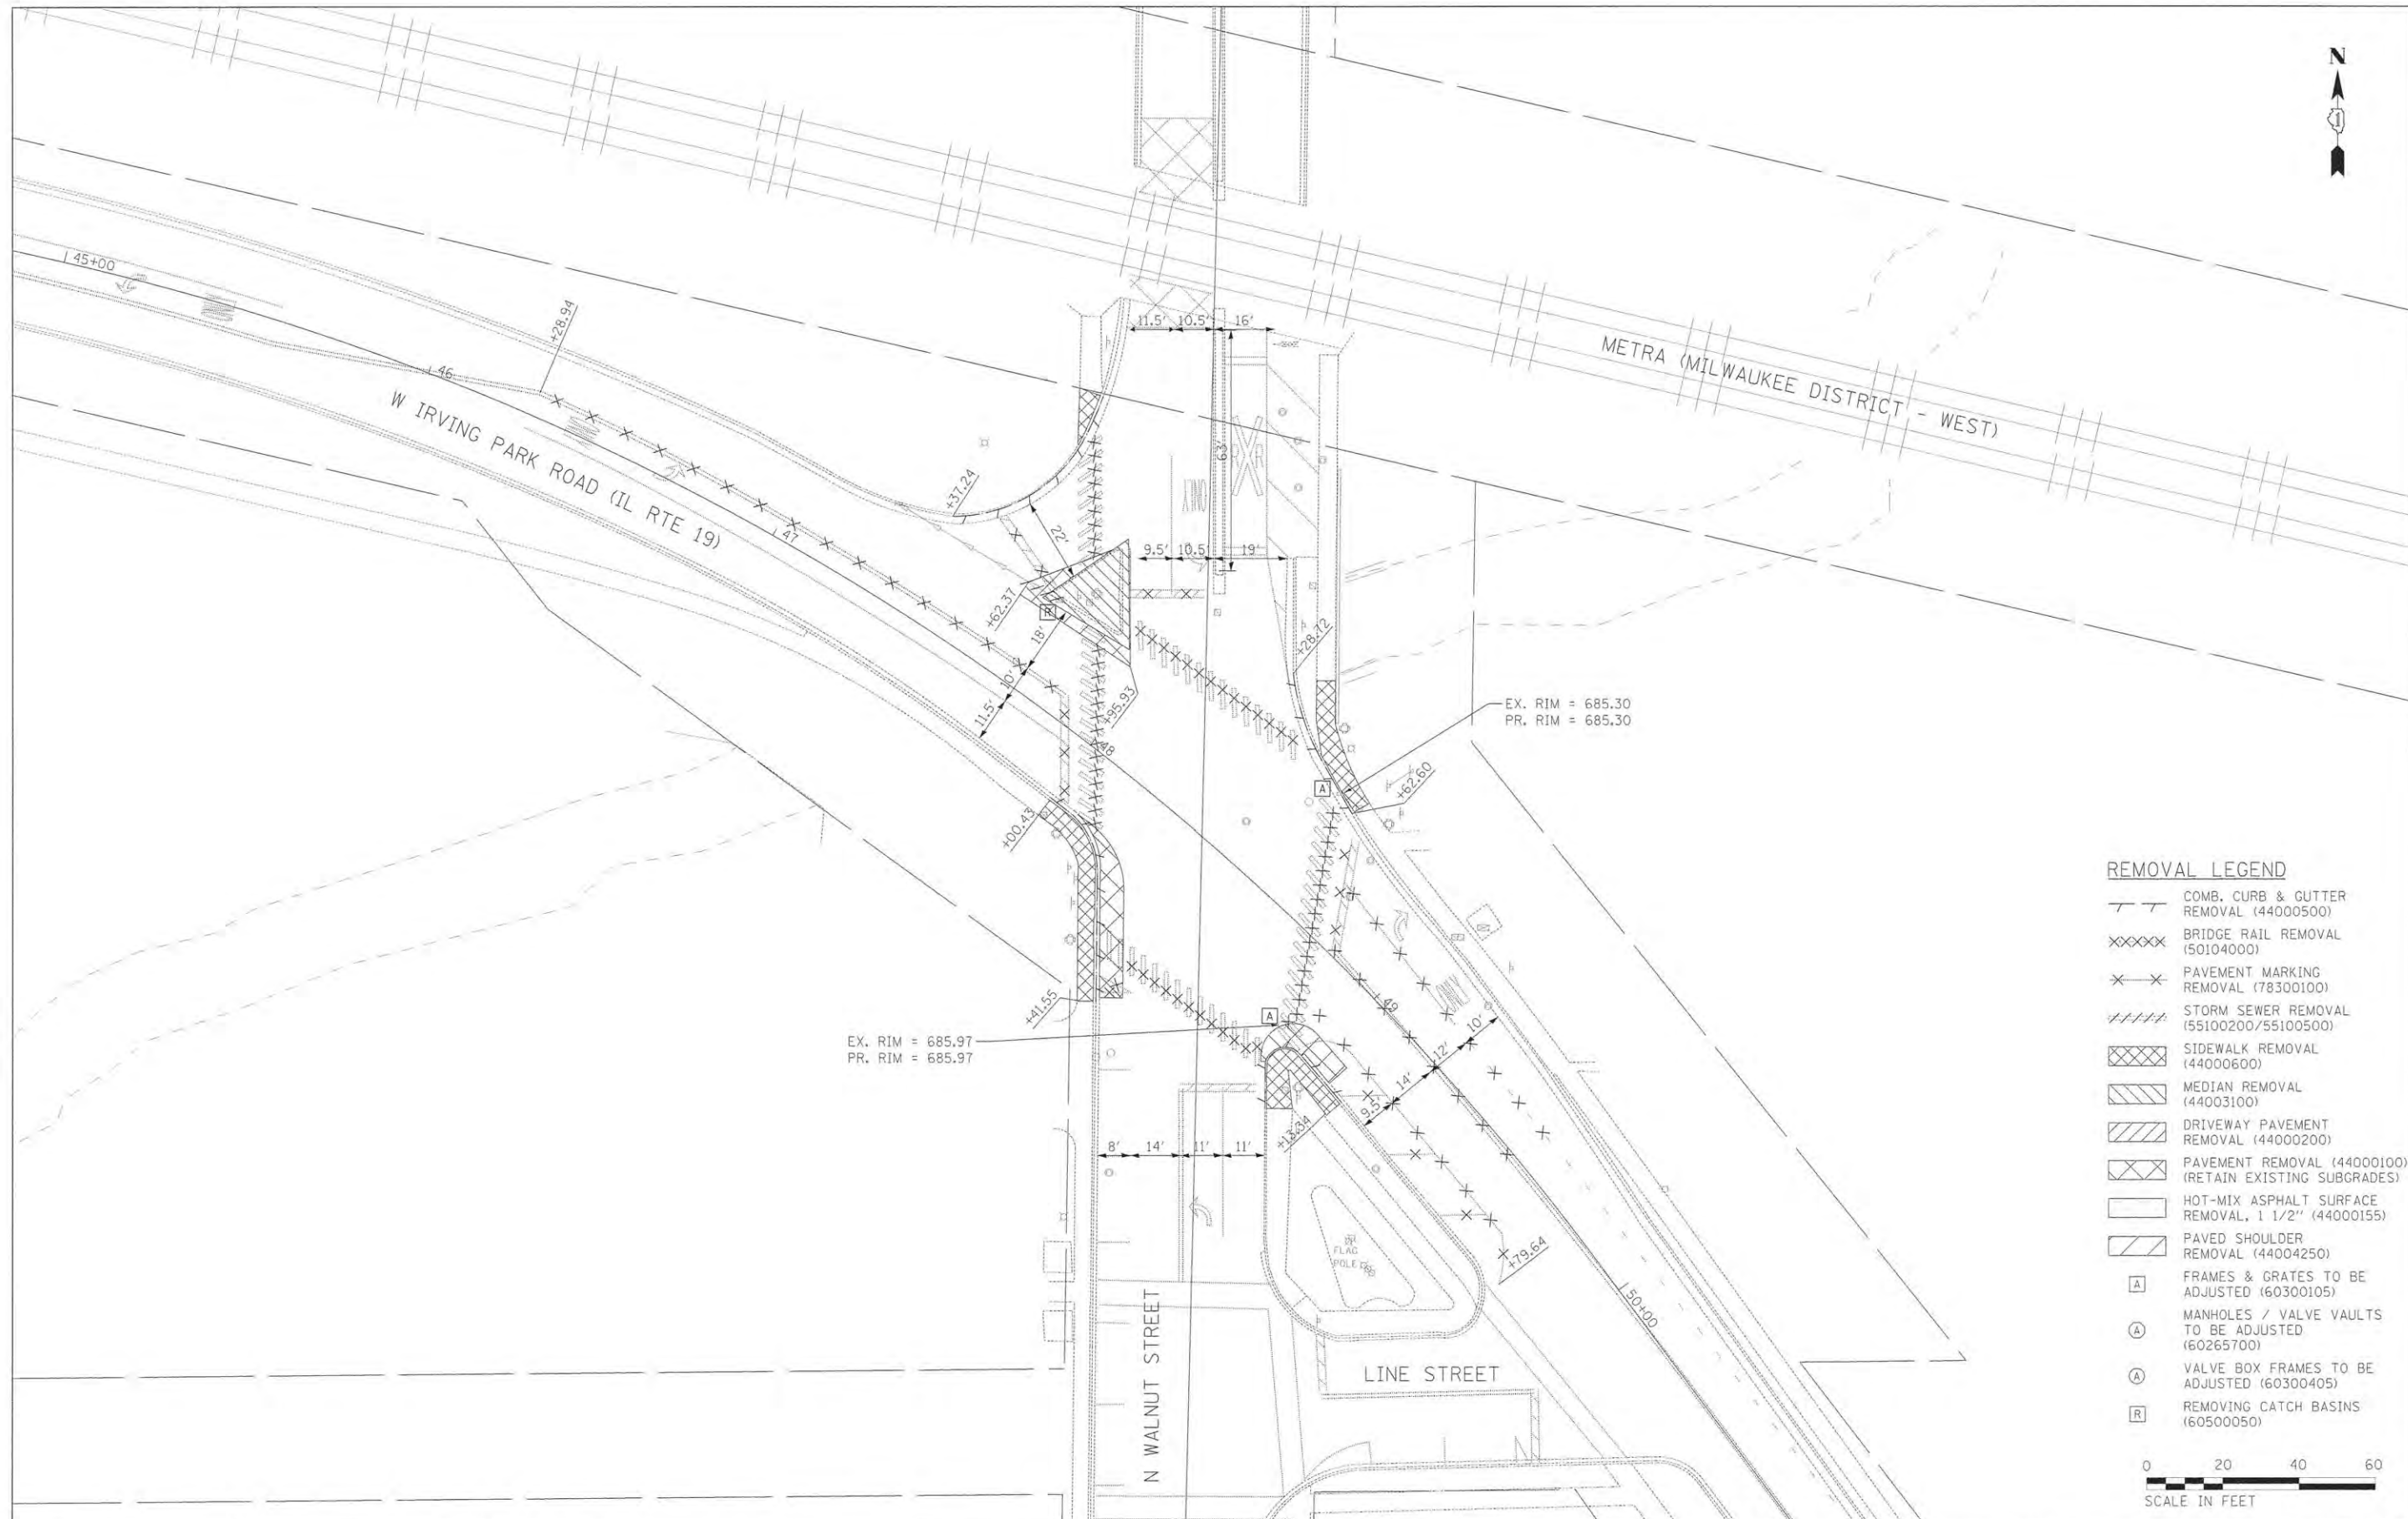 N
45+00
+28.94
46
W IRVING PARK ROAD (IL RTE 19)
47
+37.24
22'
11.5'
10.5'
16'
63'
ONLY
RXR
METRA (MILWAUKEE DISTRICT - WEST)
9.5'
10.5'
19'
+62.37
R
18'
10'
11.5'
+95.93
48
+28.72
EX. RIM = 685.30
PR. RIM = 685.30
A
+62.60
+00.43
+41.55
EX. RIM = 685.97
PR. RIM = 685.97
A
49
ONLY
10'
12'
14'
9.5'
+13.34
8'
14'
11'
11'
+79.64
FLAG
POLE
50+00
N WALNUT STREET
LINE STREET
REMOVAL LEGEND
COMB. CURB & GUTTER
REMOVAL (44000500)
BRIDGE RAIL REMOVAL
(50104000)
PAVEMENT MARKING
REMOVAL (78300100)
STORM SEWER REMOVAL
(55100200/55100500)
SIDEWALK REMOVAL
(44000600)
MEDIAN REMOVAL
(44003100)
DRIVEWAY PAVEMENT
REMOVAL (44000200)
PAVEMENT REMOVAL (44000100)
(RETAIN EXISTING SUBGRADES)
HOT-MIX ASPHALT SURFACE
REMOVAL, 1 1/2" (44000155)
PAVED SHOULDER
REMOVAL (44004250)
A FRAMES & GRATES TO BE
ADJUSTED (60300105)
A MANHOLES / VALVE VAULTS
TO BE ADJUSTED
(60265700)
A VALVE BOX FRAMES TO BE
ADJUSTED (60300405)
R REMOVING CATCH BASINS
(60500050)
0 20 40 60
SCALE IN FEET